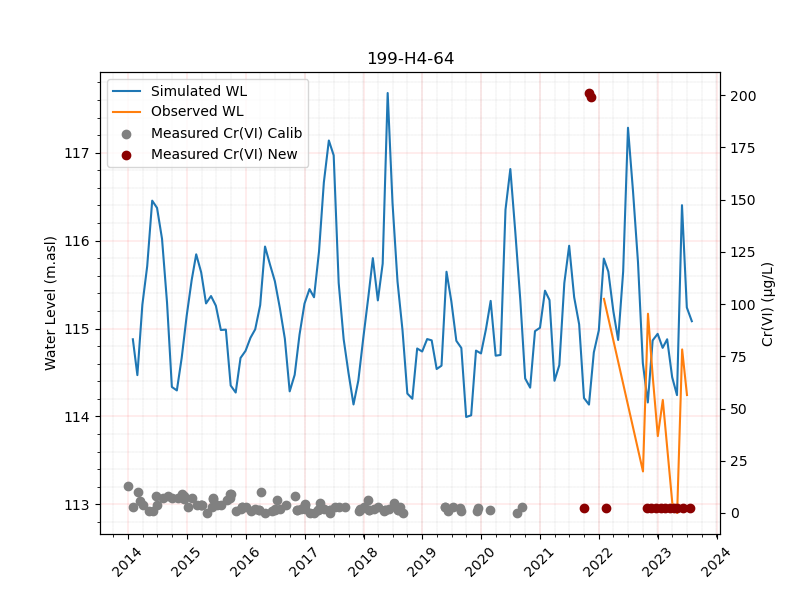 199-H4-64
Simulated WL
Observed WL
Measured Cr(VI) Calib
Measured Cr(VI) New
Water Level (m.asl)
117
116
115
114
113
200
175
150
125
100
75
50
25
0
Cr(VI) (μg/L)
2014 2015 2016 2017 2018 2019 2020 2021 2022 2023 2024